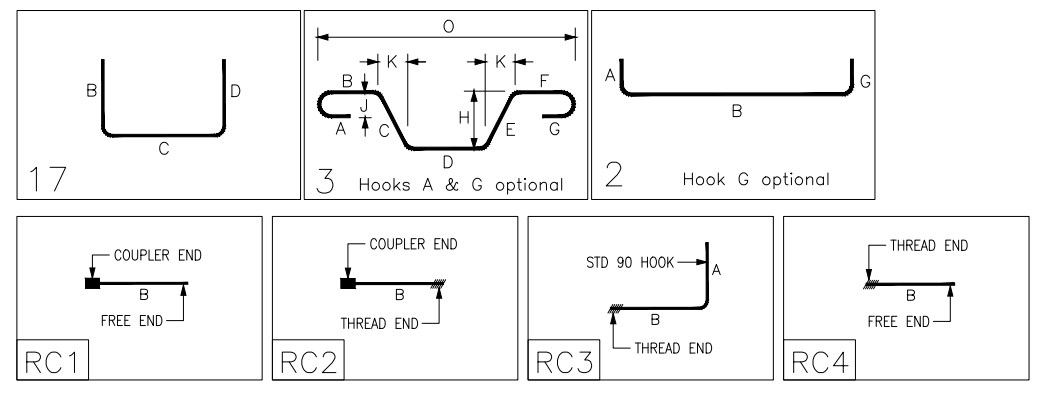 B
D
C
17
O
K
K
B
F
J
H
A
C
E
G
D
3 Hooks A & G optional
A
G
B
2 Hook G optional
COUPLER END
B
FREE END
RC1
COUPLER END
B
THREAD END
RC2
STD 90 HOOK
A
B
THREAD END
RC3
THREAD END
B
FREE END
RC4